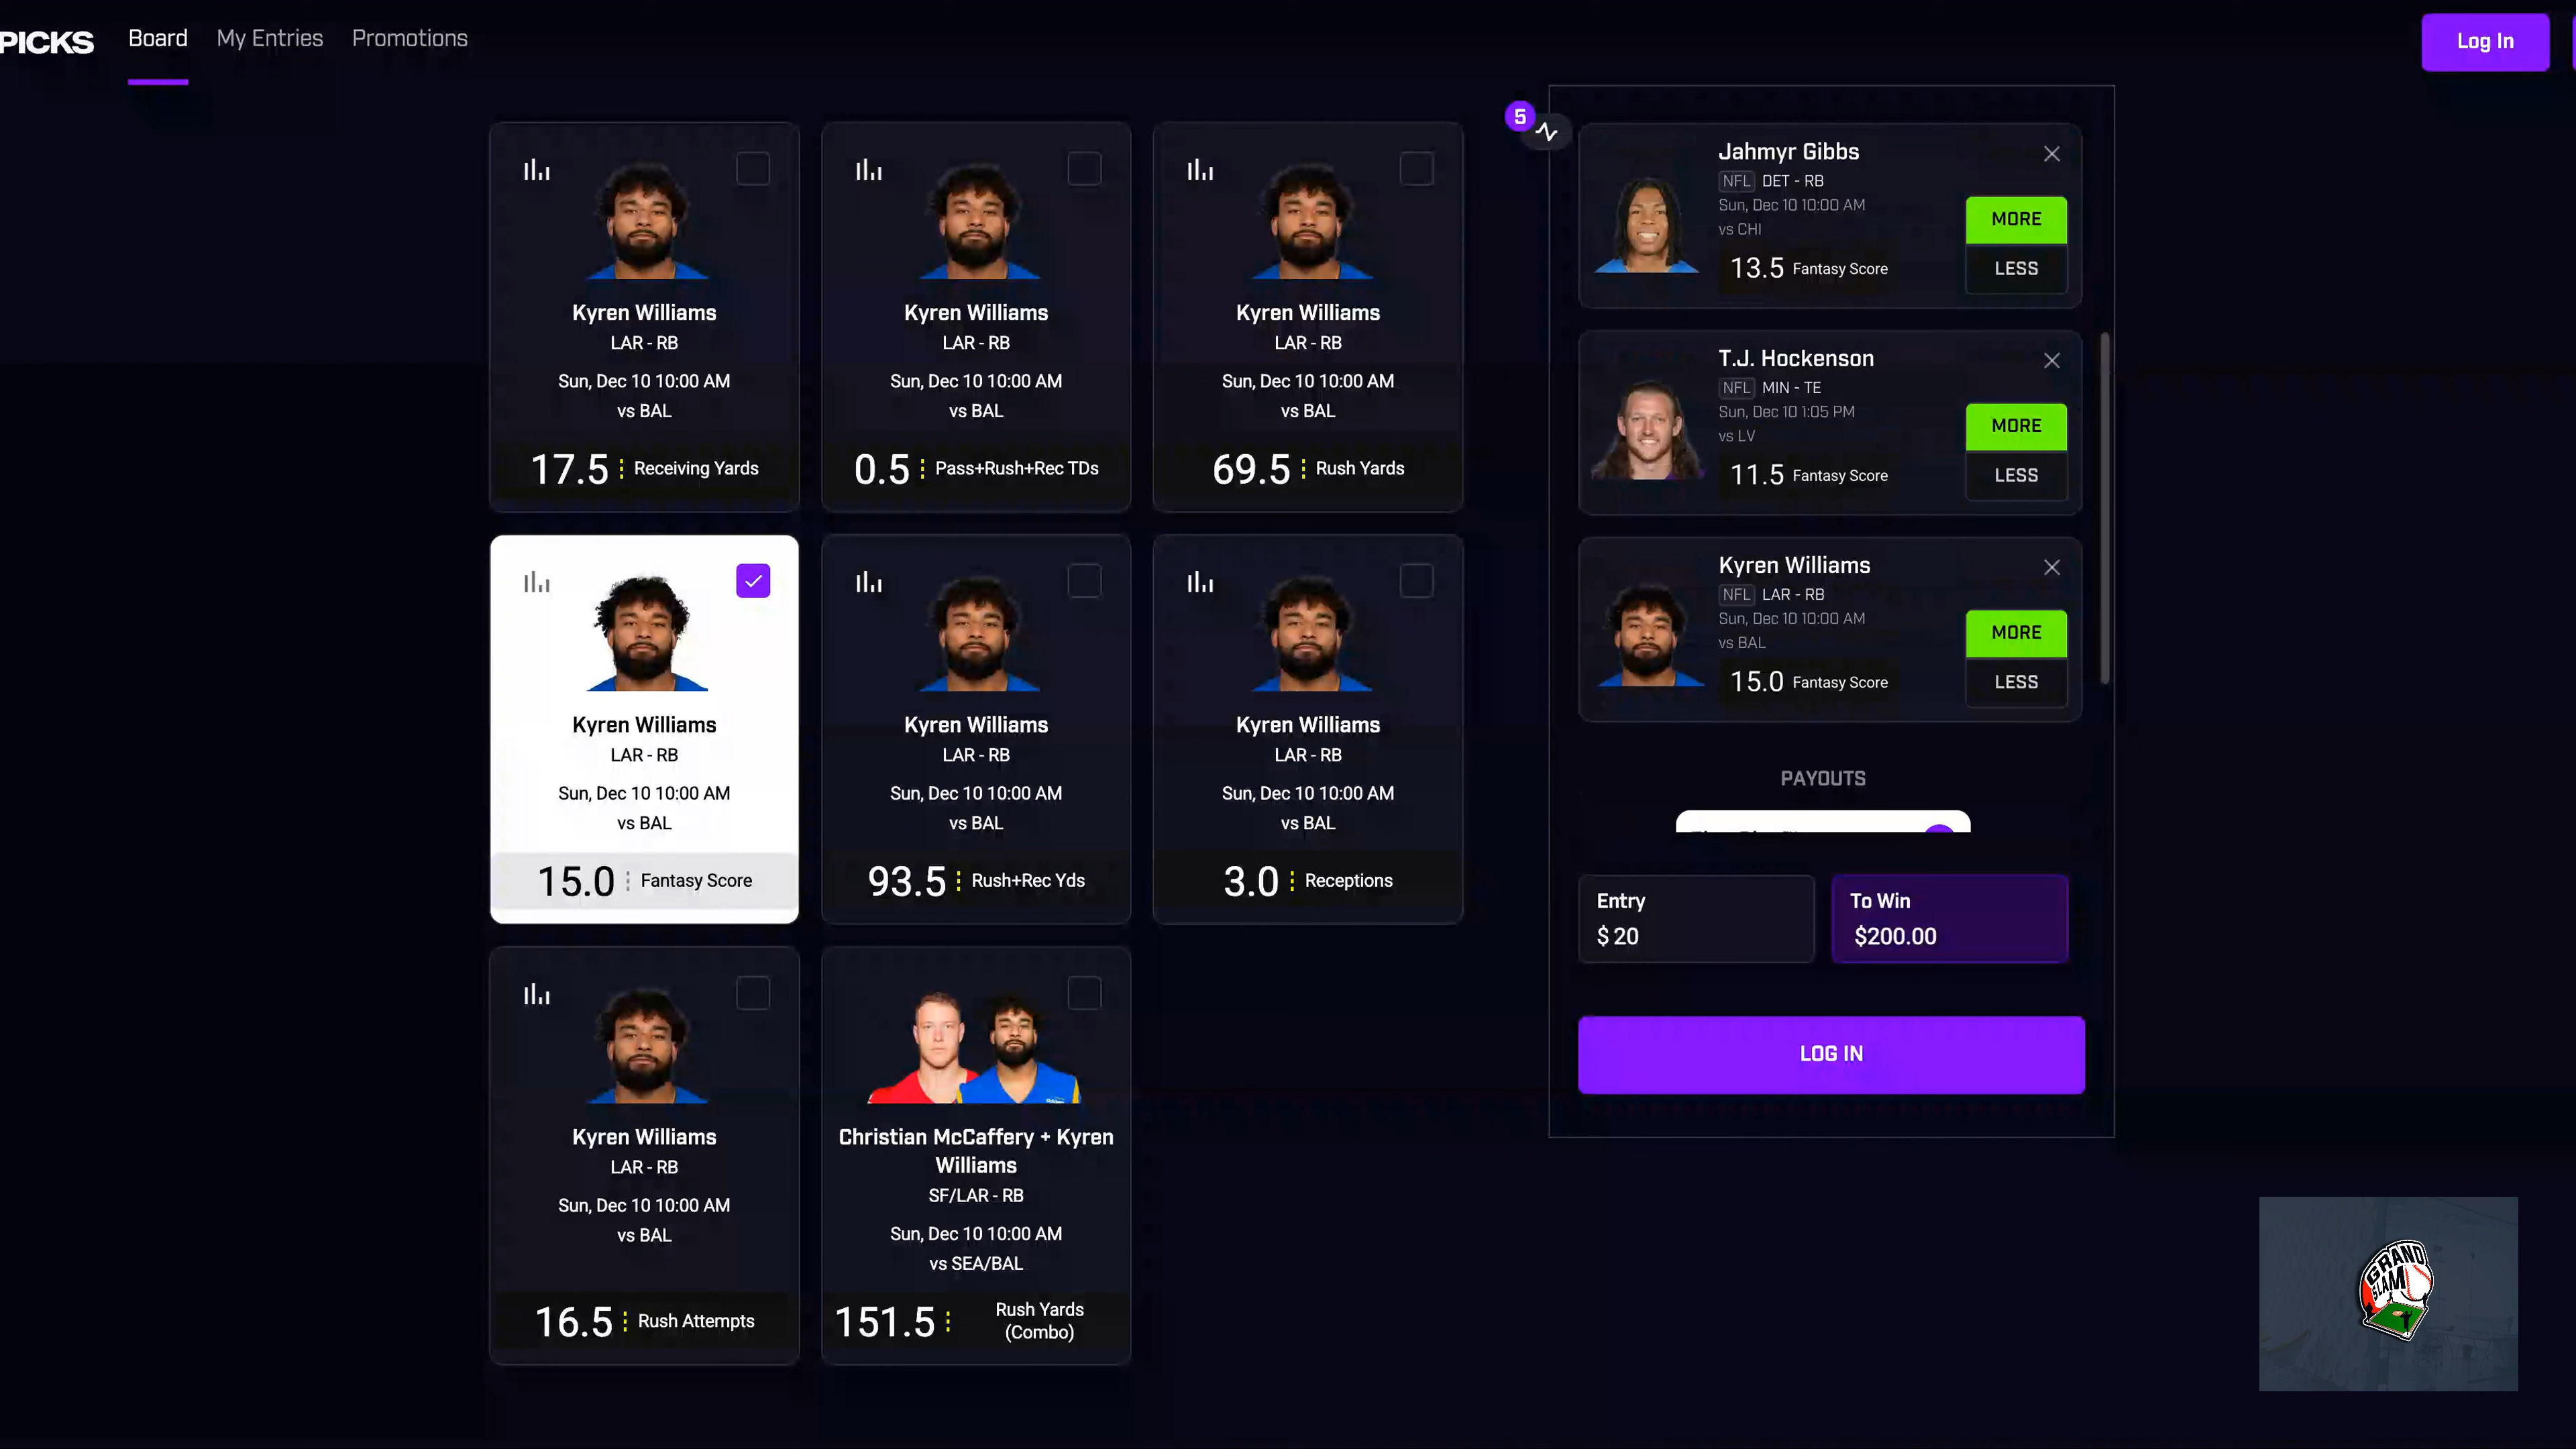 PICKS
Board
My Entries
Promotions
Log In
Kyren Williams
LAR - RB
Sun, Dec 10 10:00 AM
vs BAL
17.5 Receiving Yards
Kyren Williams
LAR - RB
Sun, Dec 10 10:00 AM
vs BAL
0.5 Pass+Rush+Rec TDs
Kyren Williams
LAR - RB
Sun, Dec 10 10:00 AM
vs BAL
69.5 Rush Yards
Kyren Williams
LAR - RB
Sun, Dec 10 10:00 AM
vs BAL
15.0 Fantasy Score
Kyren Williams
LAR - RB
Sun, Dec 10 10:00 AM
vs BAL
93.5 Rush+Rec Yds
Kyren Williams
LAR - RB
Sun, Dec 10 10:00 AM
vs BAL
3.0 Receptions
Kyren Williams
LAR - RB
Sun, Dec 10 10:00 AM
vs BAL
16.5 Rush Attempts
Christian McCaffery + Kyren
Williams
SF/LAR - RB
Sun, Dec 10 10:00 AM
vs SEA/BAL
151.5 Rush Yards
(Combo)
5
Jahmyr Gibbs
NFL DET - RB
Sun, Dec 10 10:00 AM
vs CHI
13.5 Fantasy Score
MORE
LESS
T.J. Hockenson
NFL MIN - TE
Sun, Dec 10 1:05 PM
vs LV
11.5 Fantasy Score
MORE
LESS
Kyren Williams
NFL LAR - RB
Sun, Dec 10 10:00 AM
vs BAL
15.0 Fantasy Score
MORE
LESS
PAYOUTS
Entry
$ 20
To Win
$200.00
LOG IN
GRAND
SLAM